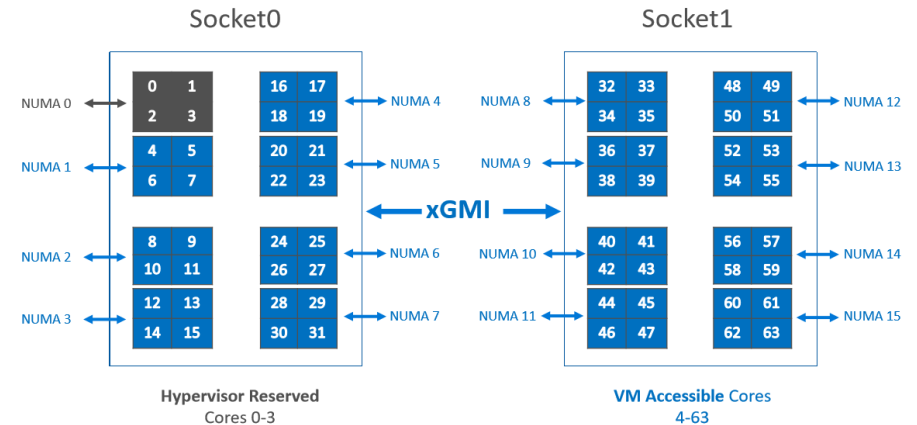 Socket0
Socket1
NUMA 0
0 1
2 3
16 17
18 19
NUMA 4
NUMA 1
4 5
6 7
20 21
22 23
NUMA 5
NUMA 2
8 9
10 11
24 25
26 27
NUMA 6
NUMA 3
12 13
14 15
28 29
30 31
NUMA 7
xGMI
NUMA 8
32 33
34 35
48 49
50 51
NUMA 12
NUMA 9
36 37
38 39
52 53
54 55
NUMA 13
NUMA 10
40 41
42 43
56 57
58 59
NUMA 14
NUMA 11
44 45
46 47
60 61
62 63
NUMA 15
Hypervisor Reserved
Cores 0-3
VM Accessible Cores
4-63